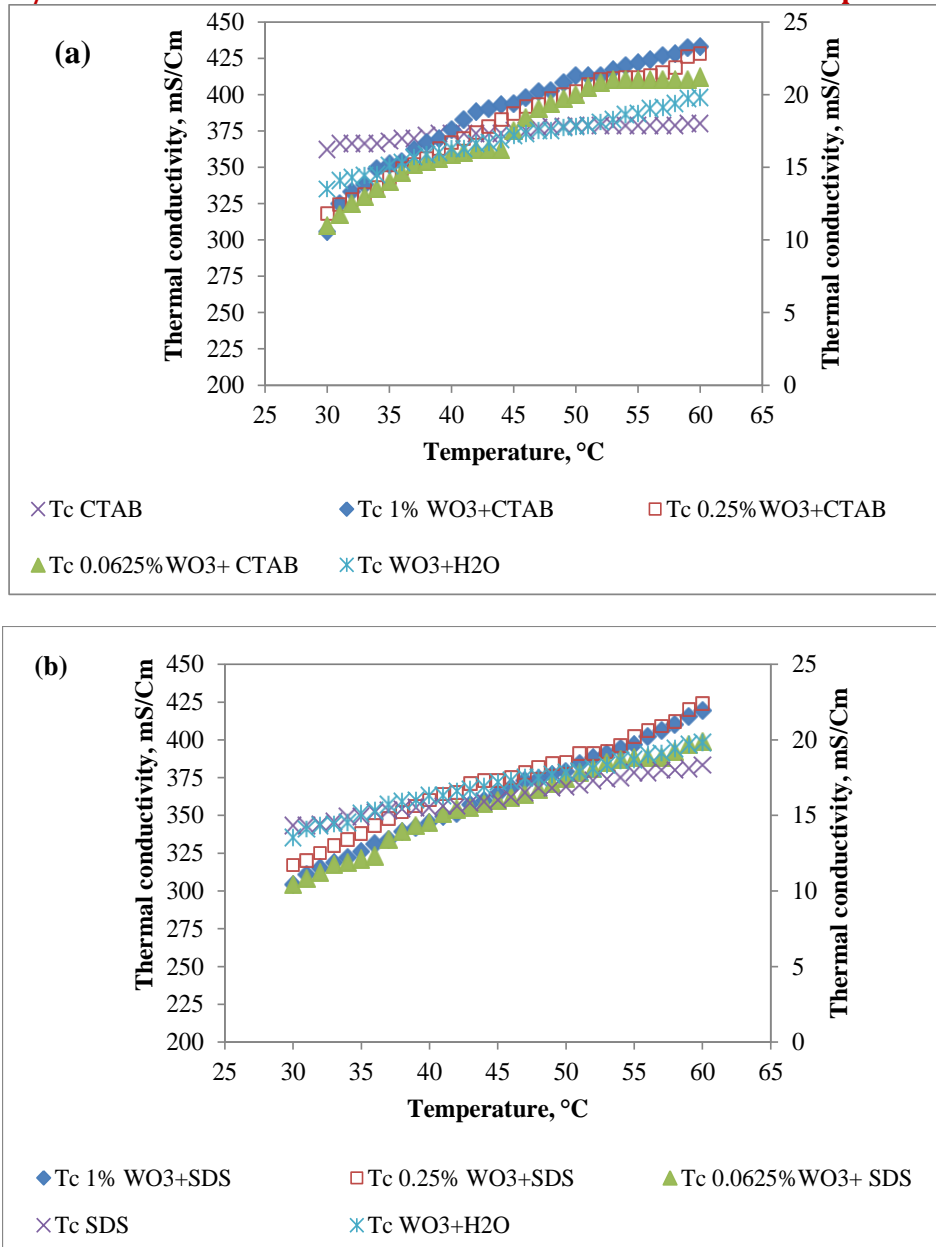 (a)
Thermal conductivity, mS/Cm
450
425
400
375
350
325
300
275
250
225
200
25
20
15
10
5
0
Thermal conductivity, mS/Cm
25 30 35 40 45 50 55 60 65
Temperature, °C
Tc CTAB
Tc 1% WO3+CTAB
Tc 0.25%WO3+CTAB
Tc 0.0625%WO3+ CTAB
Tc WO3+H2O
(b)
Thermal conductivity, mS/Cm
450
425
400
375
350
325
300
275
250
225
200
25
20
15
10
5
0
Thermal conductivity, mS/Cm
25 30 35 40 45 50 55 60 65
Temperature, °C
Tc 1% WO3+SDS
Tc 0.25% WO3+SDS
Tc 0.0625%WO3+ SDS
Tc SDS
Tc WO3+H2O